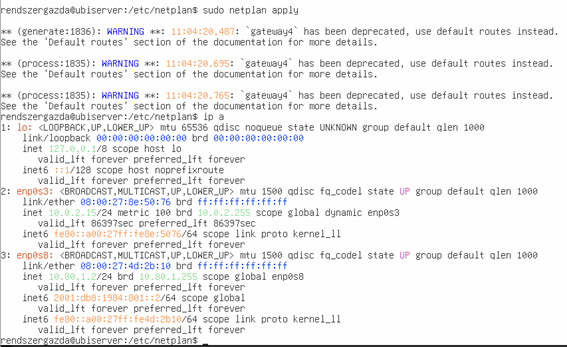 rendszergazda@ubiserver:/etc/netplan$ sudo netplan apply
** (generate:1836): WARNING **: 11:04:20.487: `gateway4` has been deprecated, use default routes instead.
See the 'Default routes' section of the documentation for more details.
** (process:1835): WARNING **: 11:04:20.695: `gateway4` has been deprecated, use default routes instead.
See the 'Default routes' section of the documentation for more details.
** (process:1835): WARNING **: 11:04:20.765: `gateway4` has been deprecated, use default routes instead.
See the 'Default routes' section of the documentation for more details.
rendszergazda@ubiserver:/etc/netplan$ ip a
1: lo: <LOOPBACK,UP,LOWER_UP> mtu 65536 qdisc noqueue state UNKNOWN group default qlen 1000
link/loopback 00:00:00:00:00:00 brd 00:00:00:00:00:00
inet 127.0.0.1/8 scope host lo
valid_lft forever preferred_lft forever
inet6 ::1/128 scope host noprefixroute
valid_lft forever preferred_lft forever
2: enp0s3: <BROADCAST,MULTICAST,UP,LOWER_UP> mtu 1500 qdisc fq_codel state UP group default qlen 1000
link/ether 08:00:27:8e:50:76 brd ff:ff:ff:ff:ff:ff
inet 10.0.2.15/24 metric 100 brd 10.0.2.255 scope global dynamic enp0s3
valid_lft 86397sec preferred_lft 86397sec
inet6 fe80::a00:27ff:fe8e:5076/64 scope link proto kernel_ll
valid_lft forever preferred_lft forever
3: enp0s8: <BROADCAST,MULTICAST,UP,LOWER_UP> mtu 1500 qdisc fq_codel state UP group default qlen 1000
link/ether 08:00:27:4d:2b:10 brd ff:ff:ff:ff:ff:ff
inet 10.80.1.2/24 brd 10.80.1.255 scope global enp0s8
valid_lft forever preferred_lft forever
inet6 2001:db8:1984:801::2/64 scope global
valid_lft forever preferred_lft forever
inet6 fe80::a00:27ff:fe4d:2b10/64 scope link proto kernel_ll
valid_lft forever preferred_lft forever
rendszergazda@ubiserver:/etc/netplan$ _